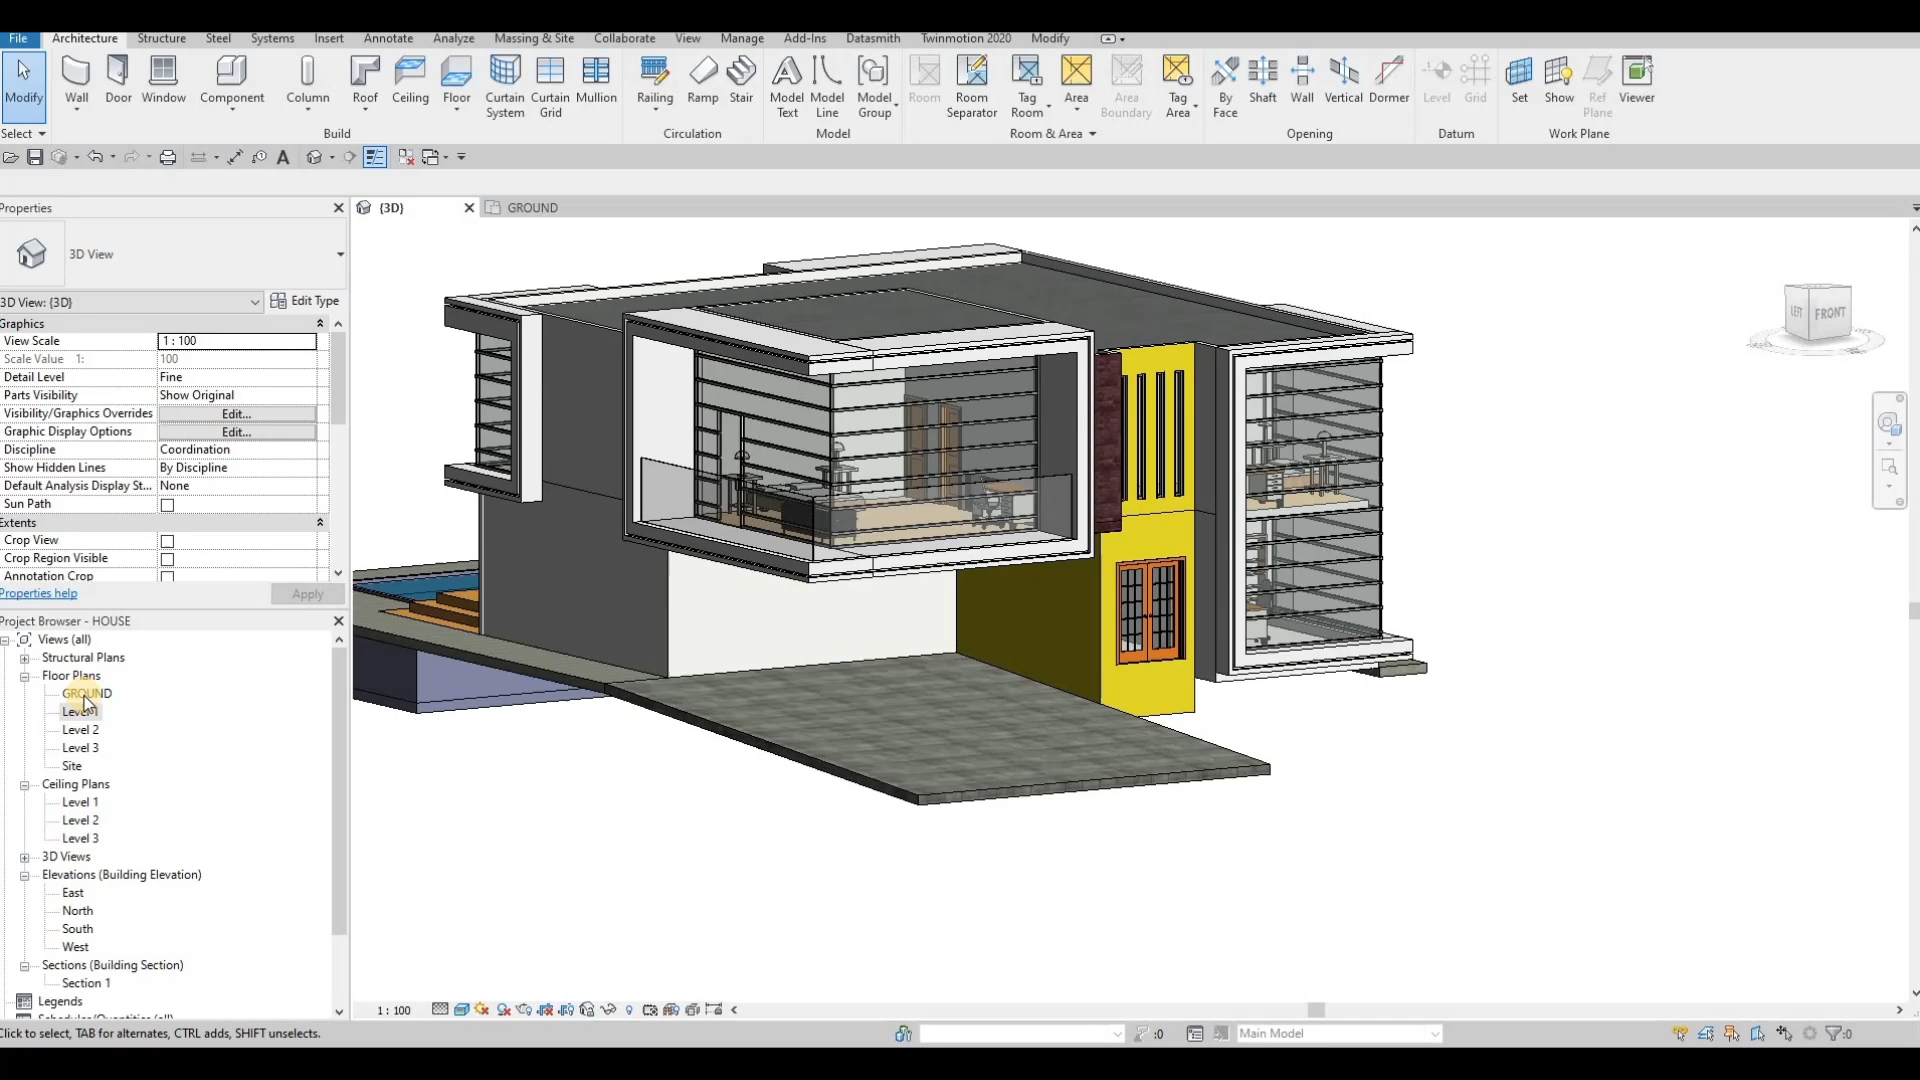 File Architecture Structure Steel Systems Insert Annotate Analyze Massing & Site Collaborate View Manage Add-Ins Datasmith Twinmotion 2020 Modify
Modify Wall Door Window Component Column Roof Ceiling Floor Curtain System Curtain Grid Mullion Railing Ramp Stair Model Text Model Line Model Group Room Room Separator Tag Room Area Area Boundary Tag Area By Face Shaft Wall Vertical Dormer Level Grid Set Show Ref Plane Viewer
Select Build Circulation Model Room & Area Opening Datum Work Plane
A
Properties {3D} GROUND
3D View
3D View: {3D} Edit Type
Graphics
View Scale 1 : 100
Scale Value 1: 100
Detail Level Fine
Parts Visibility Show Original
Visibility/Graphics Overrides Edit...
Graphic Display Options Edit...
Discipline Coordination
Show Hidden Lines By Discipline
Default Analysis Display St... None
Sun Path
Extents
Crop View
Crop Region Visible
Annotation Crop
Properties help Apply
Project Browser - HOUSE
Views (all)
Structural Plans
Floor Plans
GROUND
Level 1
Level 2
Level 3
Site
Ceiling Plans
Level 1
Level 2
Level 3
3D Views
Elevations (Building Elevation)
East
North
South
West
Sections (Building Section)
Section 1
Legends
Schedules/Quantities (all)
LEFT FRONT
1 : 100
Click to select, TAB for alternates, CTRL adds, SHIFT unselects. :0 Main Model :0